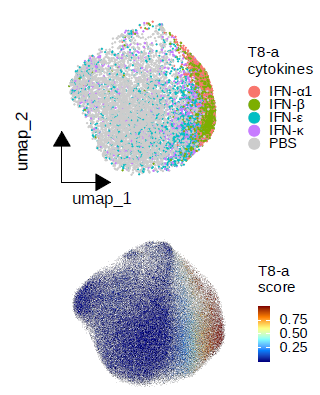 T8-a
cytokines
IFN-α1
IFN-β
IFN-ε
IFN-κ
PBS
umap_2
umap_1
T8-a
score
0.75
0.50
0.25